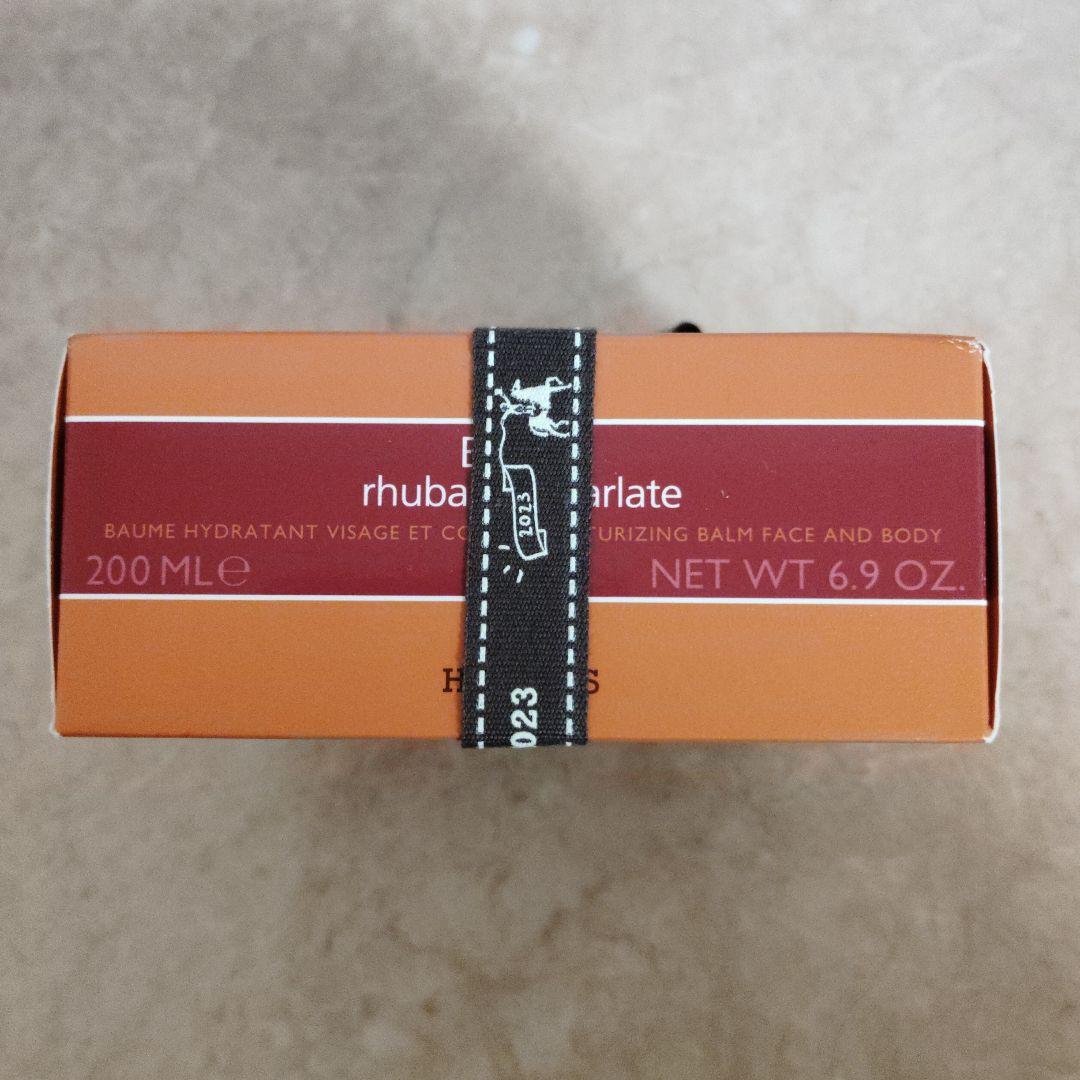 rhuba arlate
BAUME HYDRATANT VISAGE ET CO TURIZING BALM FACE AND BODY
200 ML℮ NET WT 6.9 OZ.
H S
2023
023